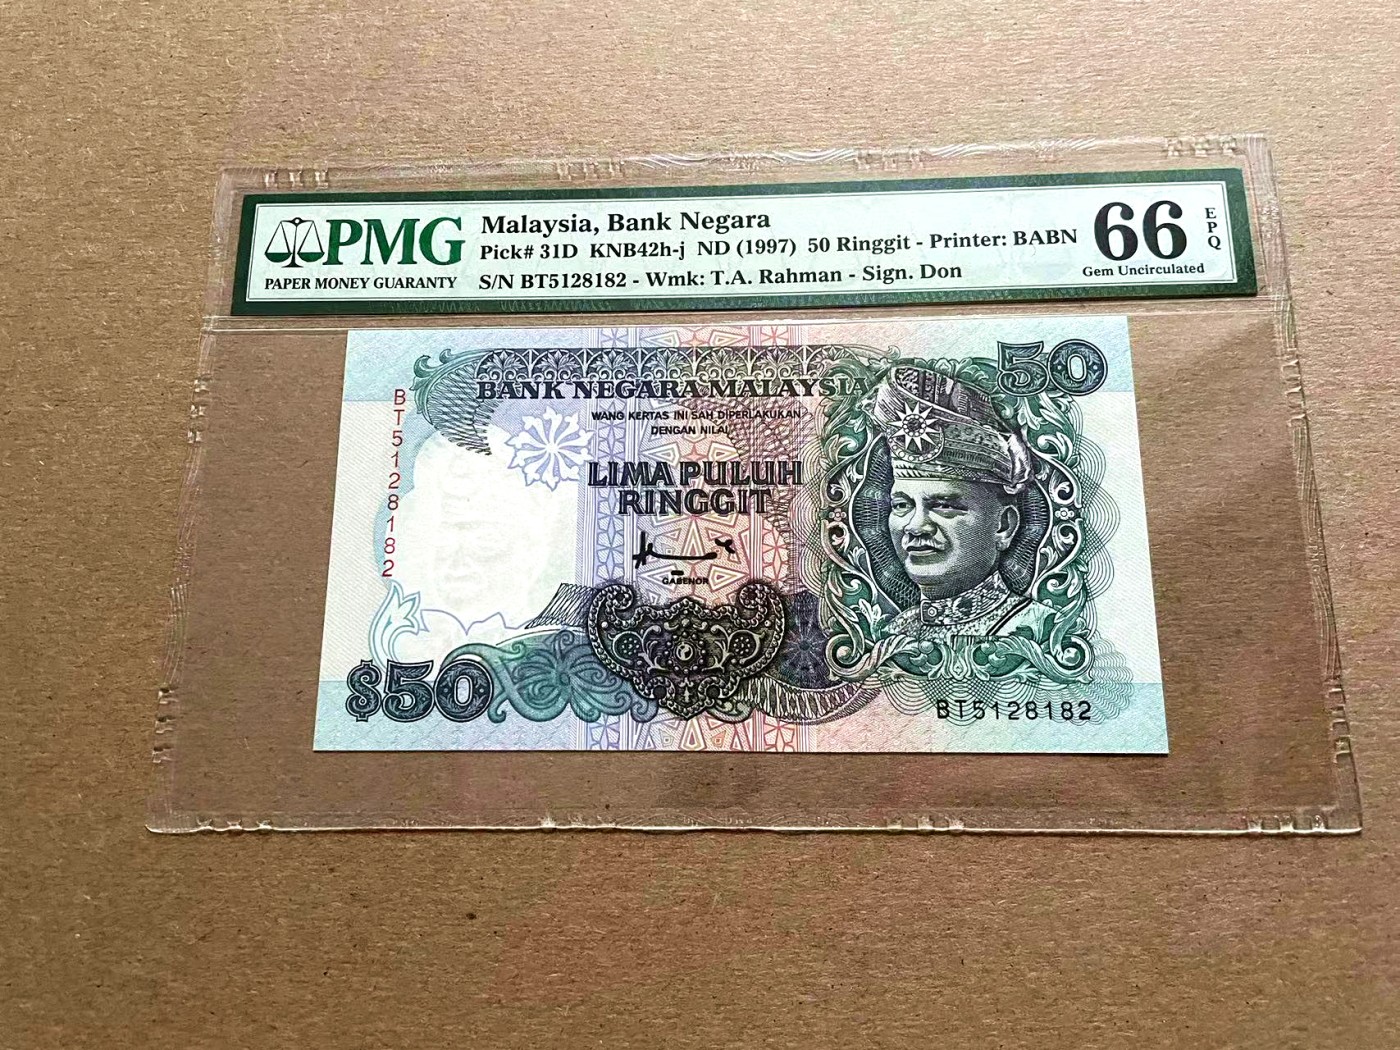 PMG
PAPER MONEY GUARANTY
Malaysia, Bank Negara
Pick# 31D KNB42h-j ND (1997) 50 Ringgit - Printer: BABN
S/N BT5128182 - Wmk: T.A. Rahman - Sign. Don
66
EPQ
Gem Uncirculated
50
BANK NEGARA MALAYSIA
WANG KERTAS INI SAH DIPERLAKUKAN
DENGAN NILAI
BT5128182
LIMA PULUH
RINGGIT
GABENOR
$50
BT5128182